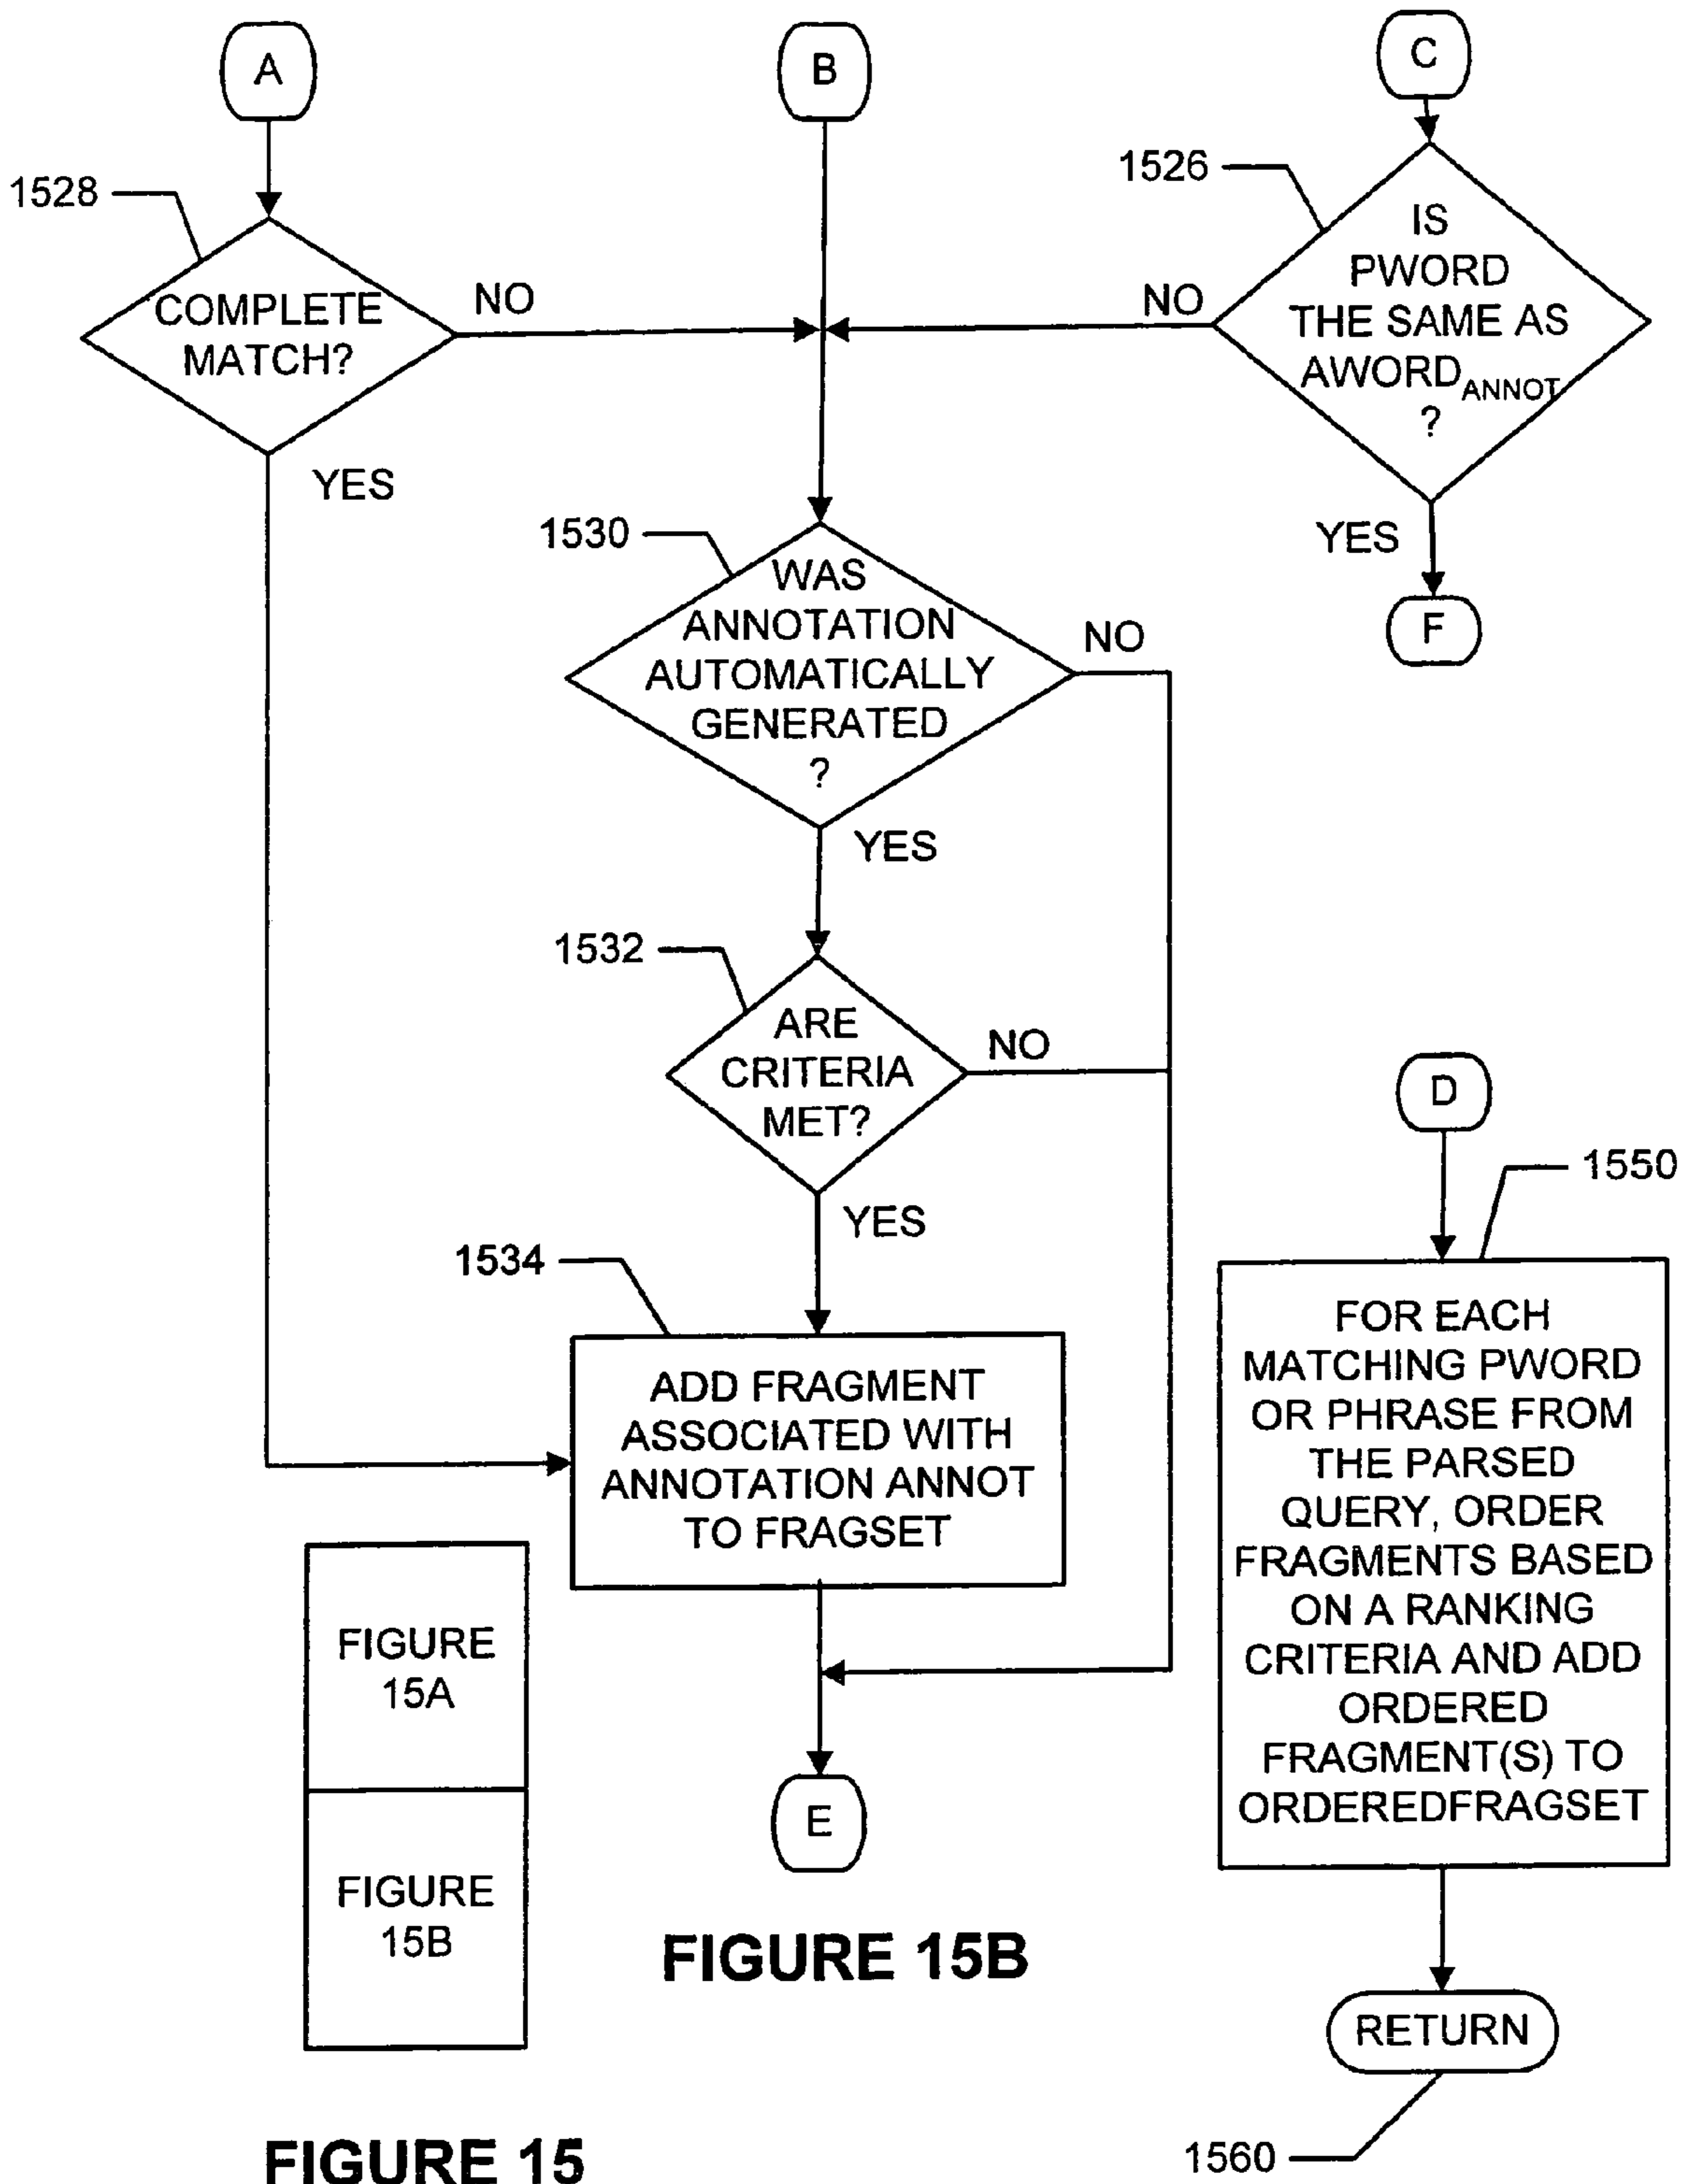 A
B
C
1528
COMPLETE
MATCH?
NO
YES
1526
IS
PWORD
THE SAME AS
AWORDANNOT
?
NO
YES
F
1530
WAS
ANNOTATION
AUTOMATICALLY
GENERATED
?
NO
YES
1532
ARE
CRITERIA
MET?
NO
YES
1534
ADD FRAGMENT
ASSOCIATED WITH
ANNOTATION ANNOT
TO FRAGSET
E
D
1550
FOR EACH
MATCHING PWORD
OR PHRASE FROM
THE PARSED
QUERY, ORDER
FRAGMENTS BASED
ON A RANKING
CRITERIA AND ADD
ORDERED
FRAGMENT(S) TO
ORDEREDFRAGSET
RETURN
1560
FIGURE
15A
FIGURE
15B
FIGURE 15B
FIGURE 15